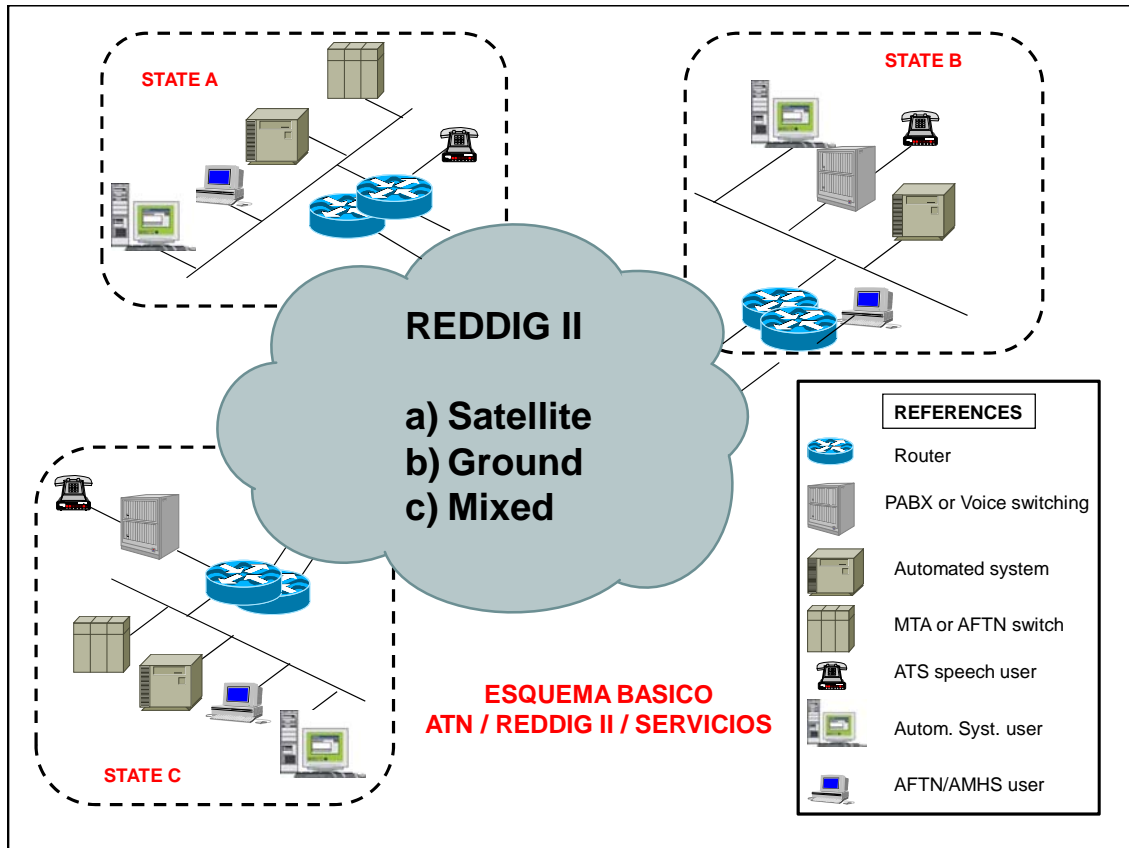 STATE A
STATE B
REDDIG II
a) Satellite
b) Ground
c) Mixed
STATE C
ESQUEMA BASICO
ATN / REDDIG II / SERVICIOS
REFERENCES
Router
PABX or Voice switching
Automated system
MTA or AFTN switch
ATS speech user
Autom. Syst. user
AFTN/AMHS user